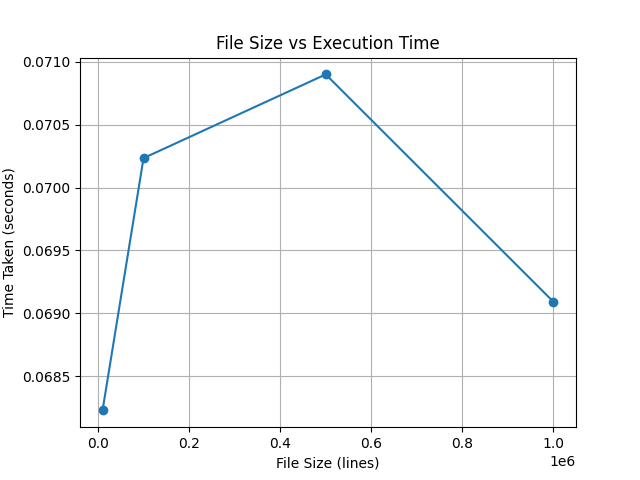 File Size vs Execution Time
Time Taken (seconds)
0.0710
0.0705
0.0700
0.0695
0.0690
0.0685
0.0 0.2 0.4 0.6 0.8 1.0
1e6
File Size (lines)